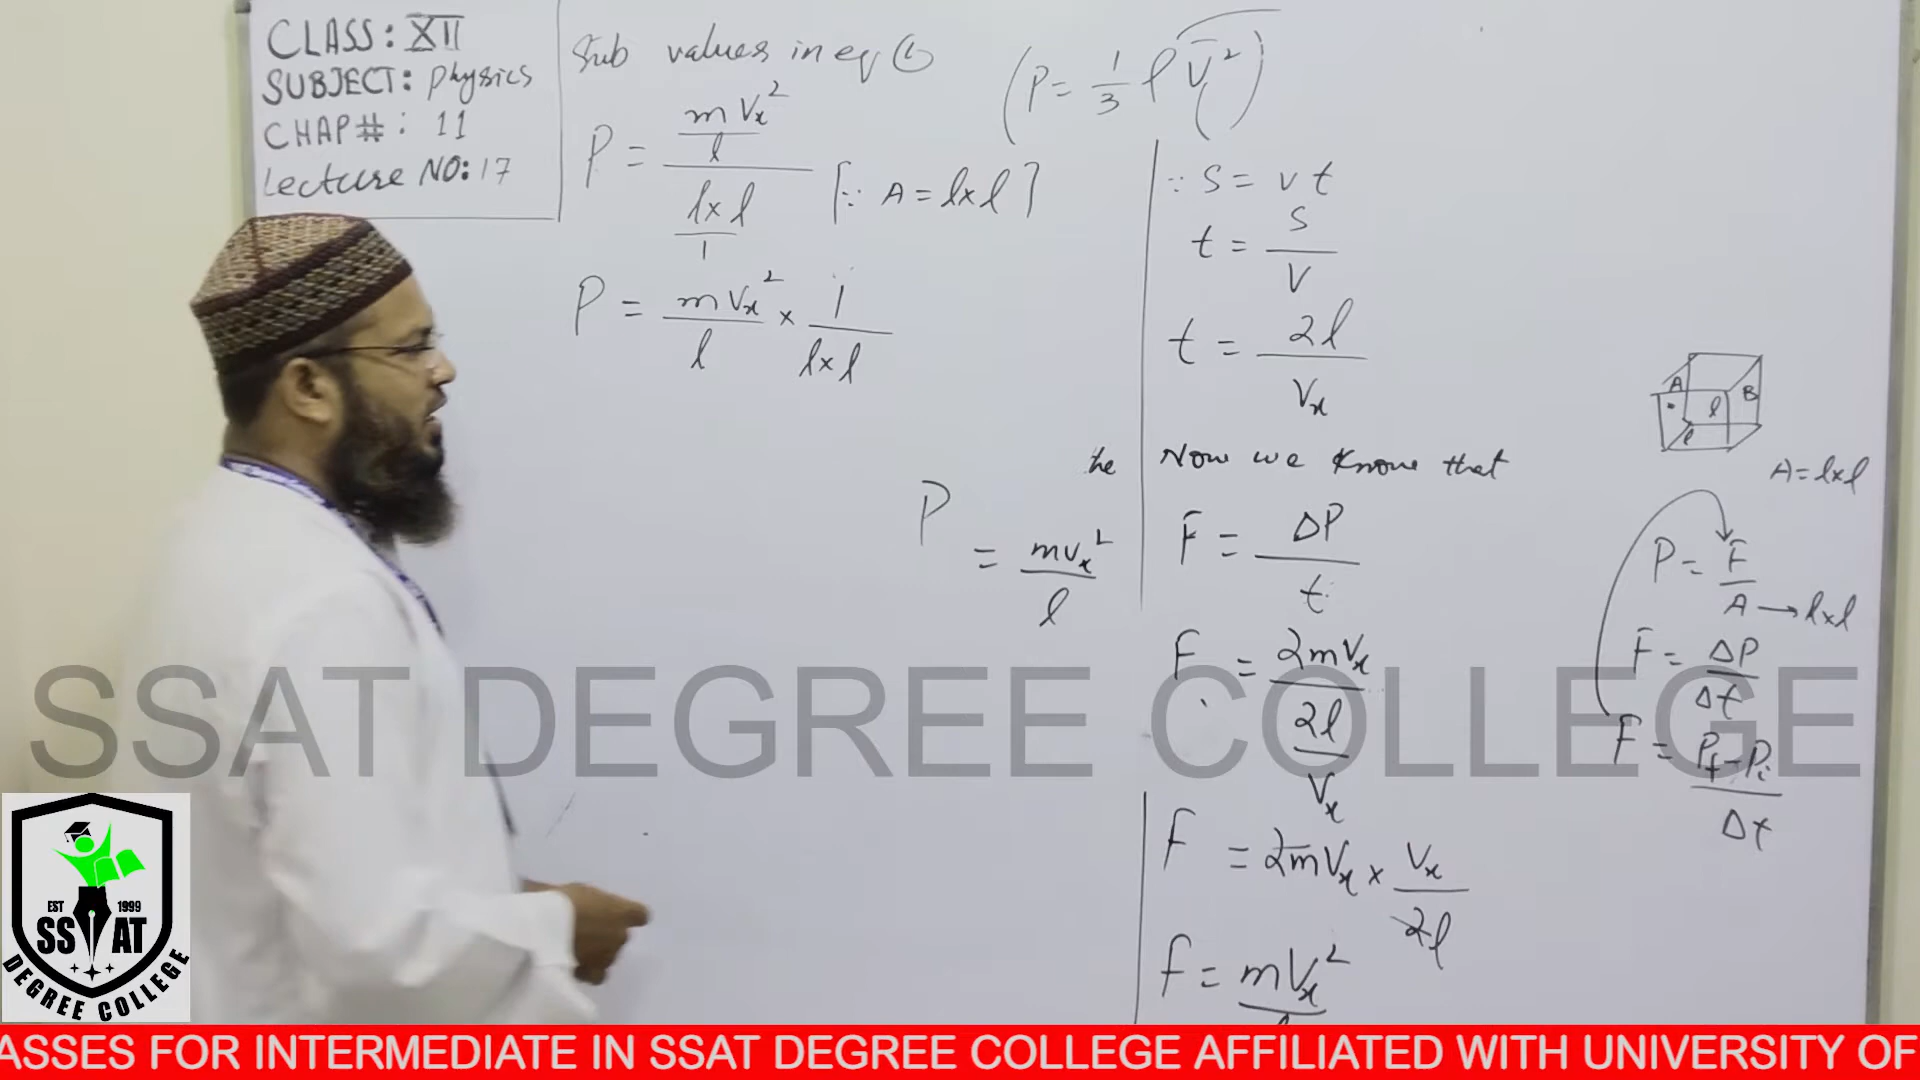 CLASS: XII
SUBJECT: Physics
CHAP#: 11
Lecture NO: 17
Sub values in eq ①
(P = 1/3 ρ V̄²)
P = (m Vx² / l) / (l×l / 1) [∵ A = l×l]
P = m Vx² / l × 1 / l×l
P = mvx² / l
∵ S = v t
t = S / V
t = 2l / Vx
the
Now we know that
F = ΔP / t
F = 2mVx / (2l / Vx)
F = 2mVx × Vx / 2l
F = mVx²
A B
l
l
A = l×l
P = F / A → l×l
F = ΔP / Δt
F = Pf - Pi / Δt
SSAT DEGREE COLLEGE
EST 1999
SSAT
DEGREE COLLEGE
ASSES FOR INTERMEDIATE IN SSAT DEGREE COLLEGE AFFILIATED WITH UNIVERSITY OF